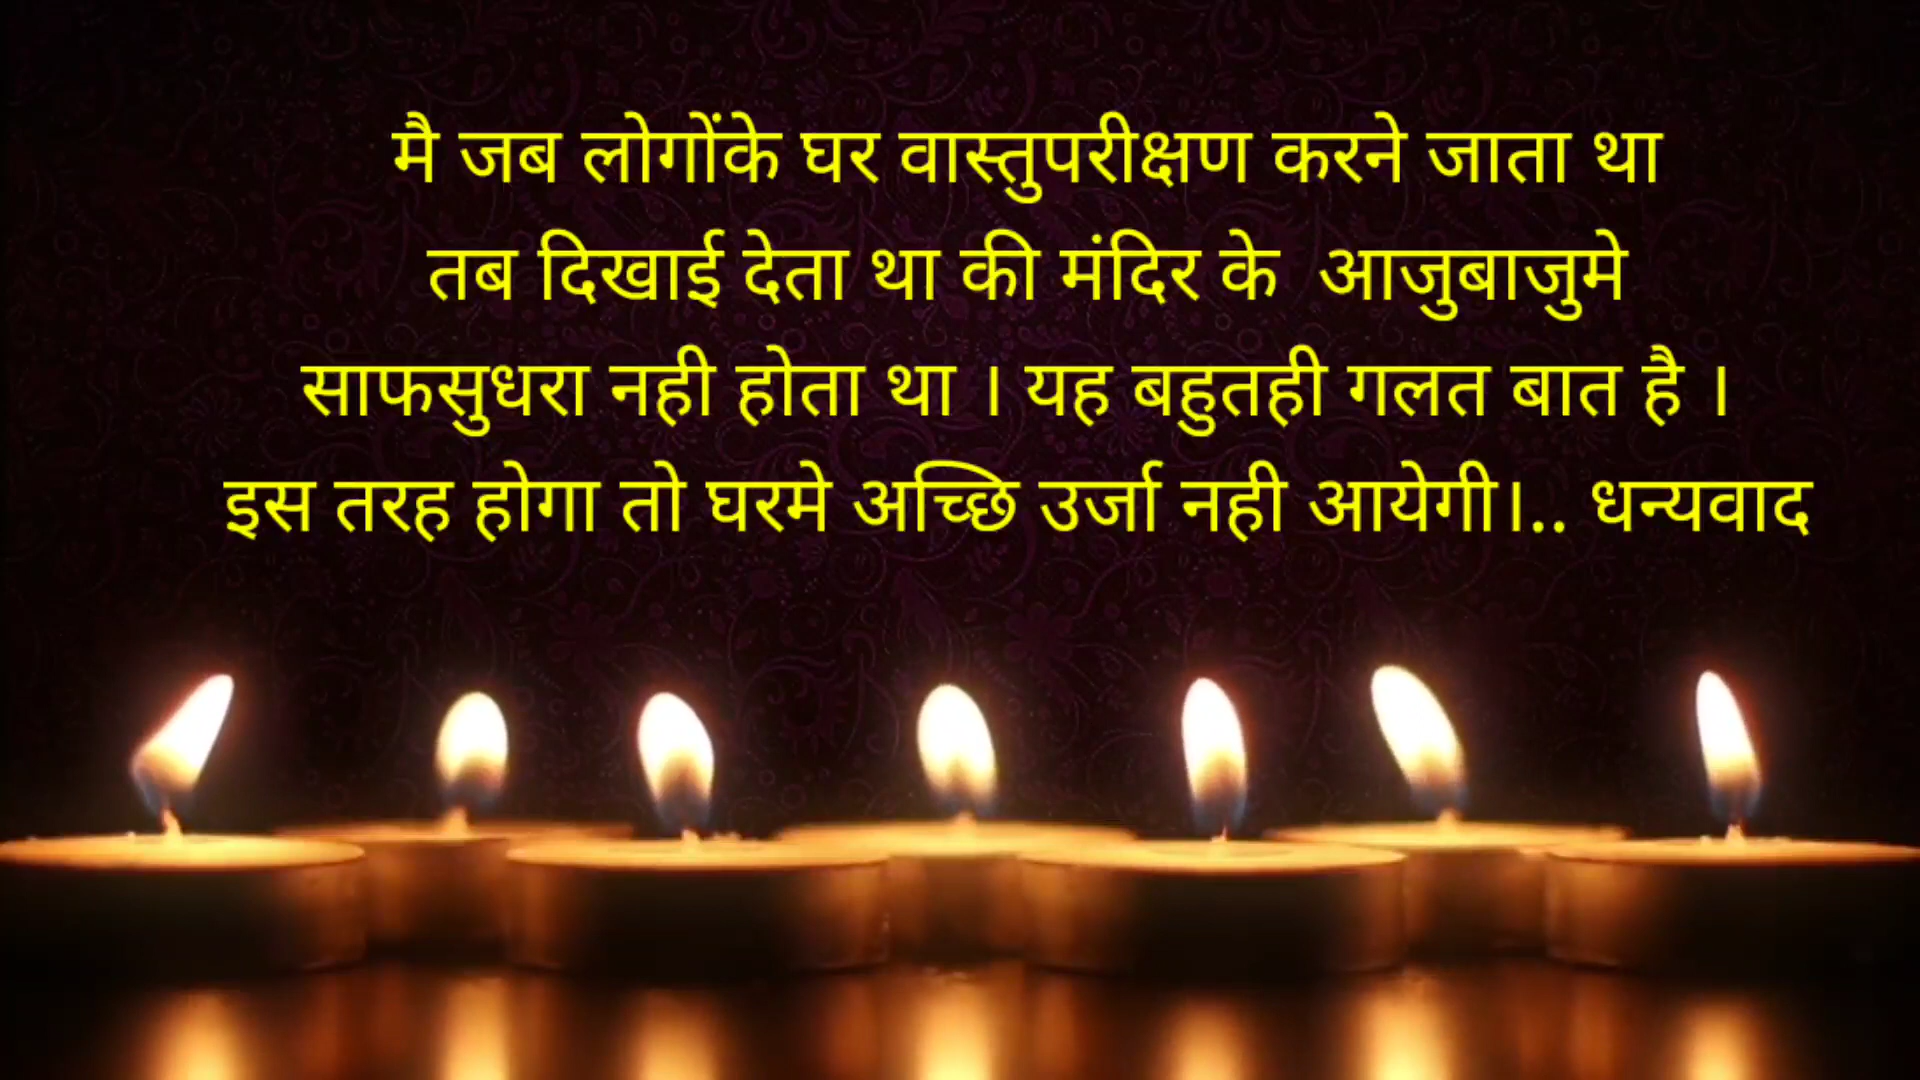 मै जब लोगोंके घर वास्तुपरीक्षण करने जाता था
तब दिखाई देता था की मंदिर के आजुबाजुमे
साफसुधरा नही होता था । यह बहुतही गलत बात है ।
इस तरह होगा तो घरमे अच्छि उर्जा नही आयेगी।.. धन्यवाद